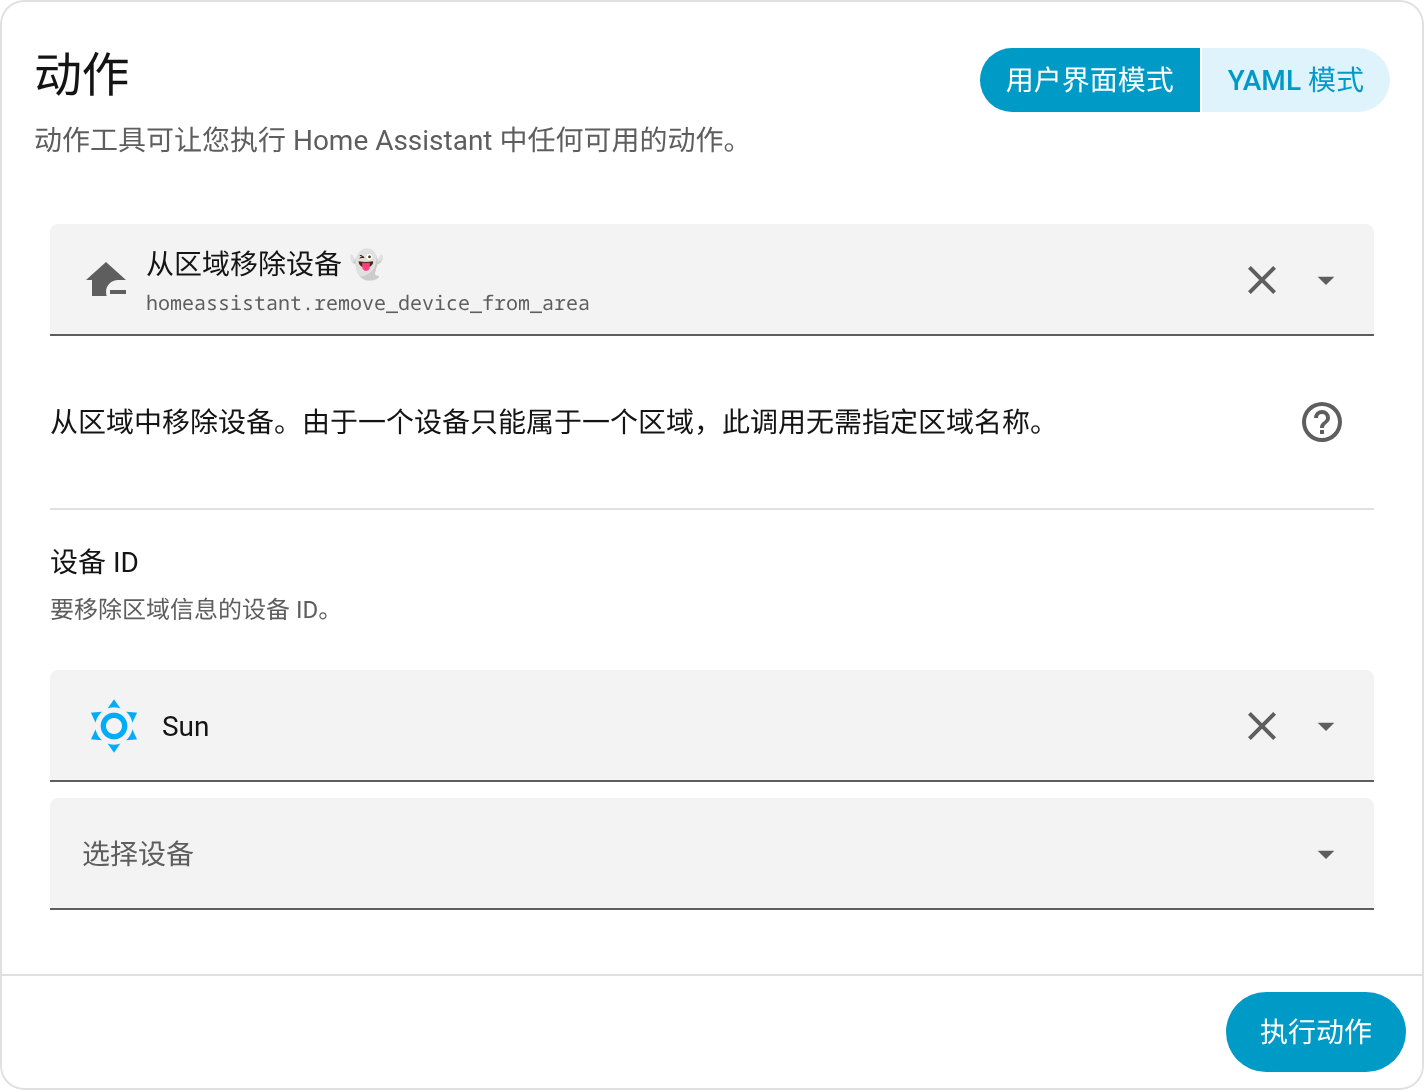 动作
用户界面模式
YAML 模式
动作工具可让您执行 Home Assistant 中任何可用的动作。
从区域移除设备 👻
homeassistant.remove_device_from_area
从区域中移除设备。由于一个设备只能属于一个区域，此调用无需指定区域名称。
设备 ID
要移除区域信息的设备 ID。
Sun
选择设备
执行动作